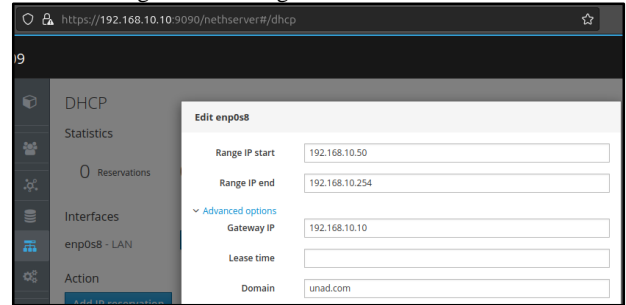 https://192.168.10.10:9090/nethserver#/dhcp
DHCP
Statistics
0 Reservations
Interfaces
enp0s8 - LAN
Action
Add IP reservation
Edit enp0s8
Range IP start 192.168.10.50
Range IP end 192.168.10.254
Advanced options
Gateway IP 192.168.10.10
Lease time
Domain unad.com